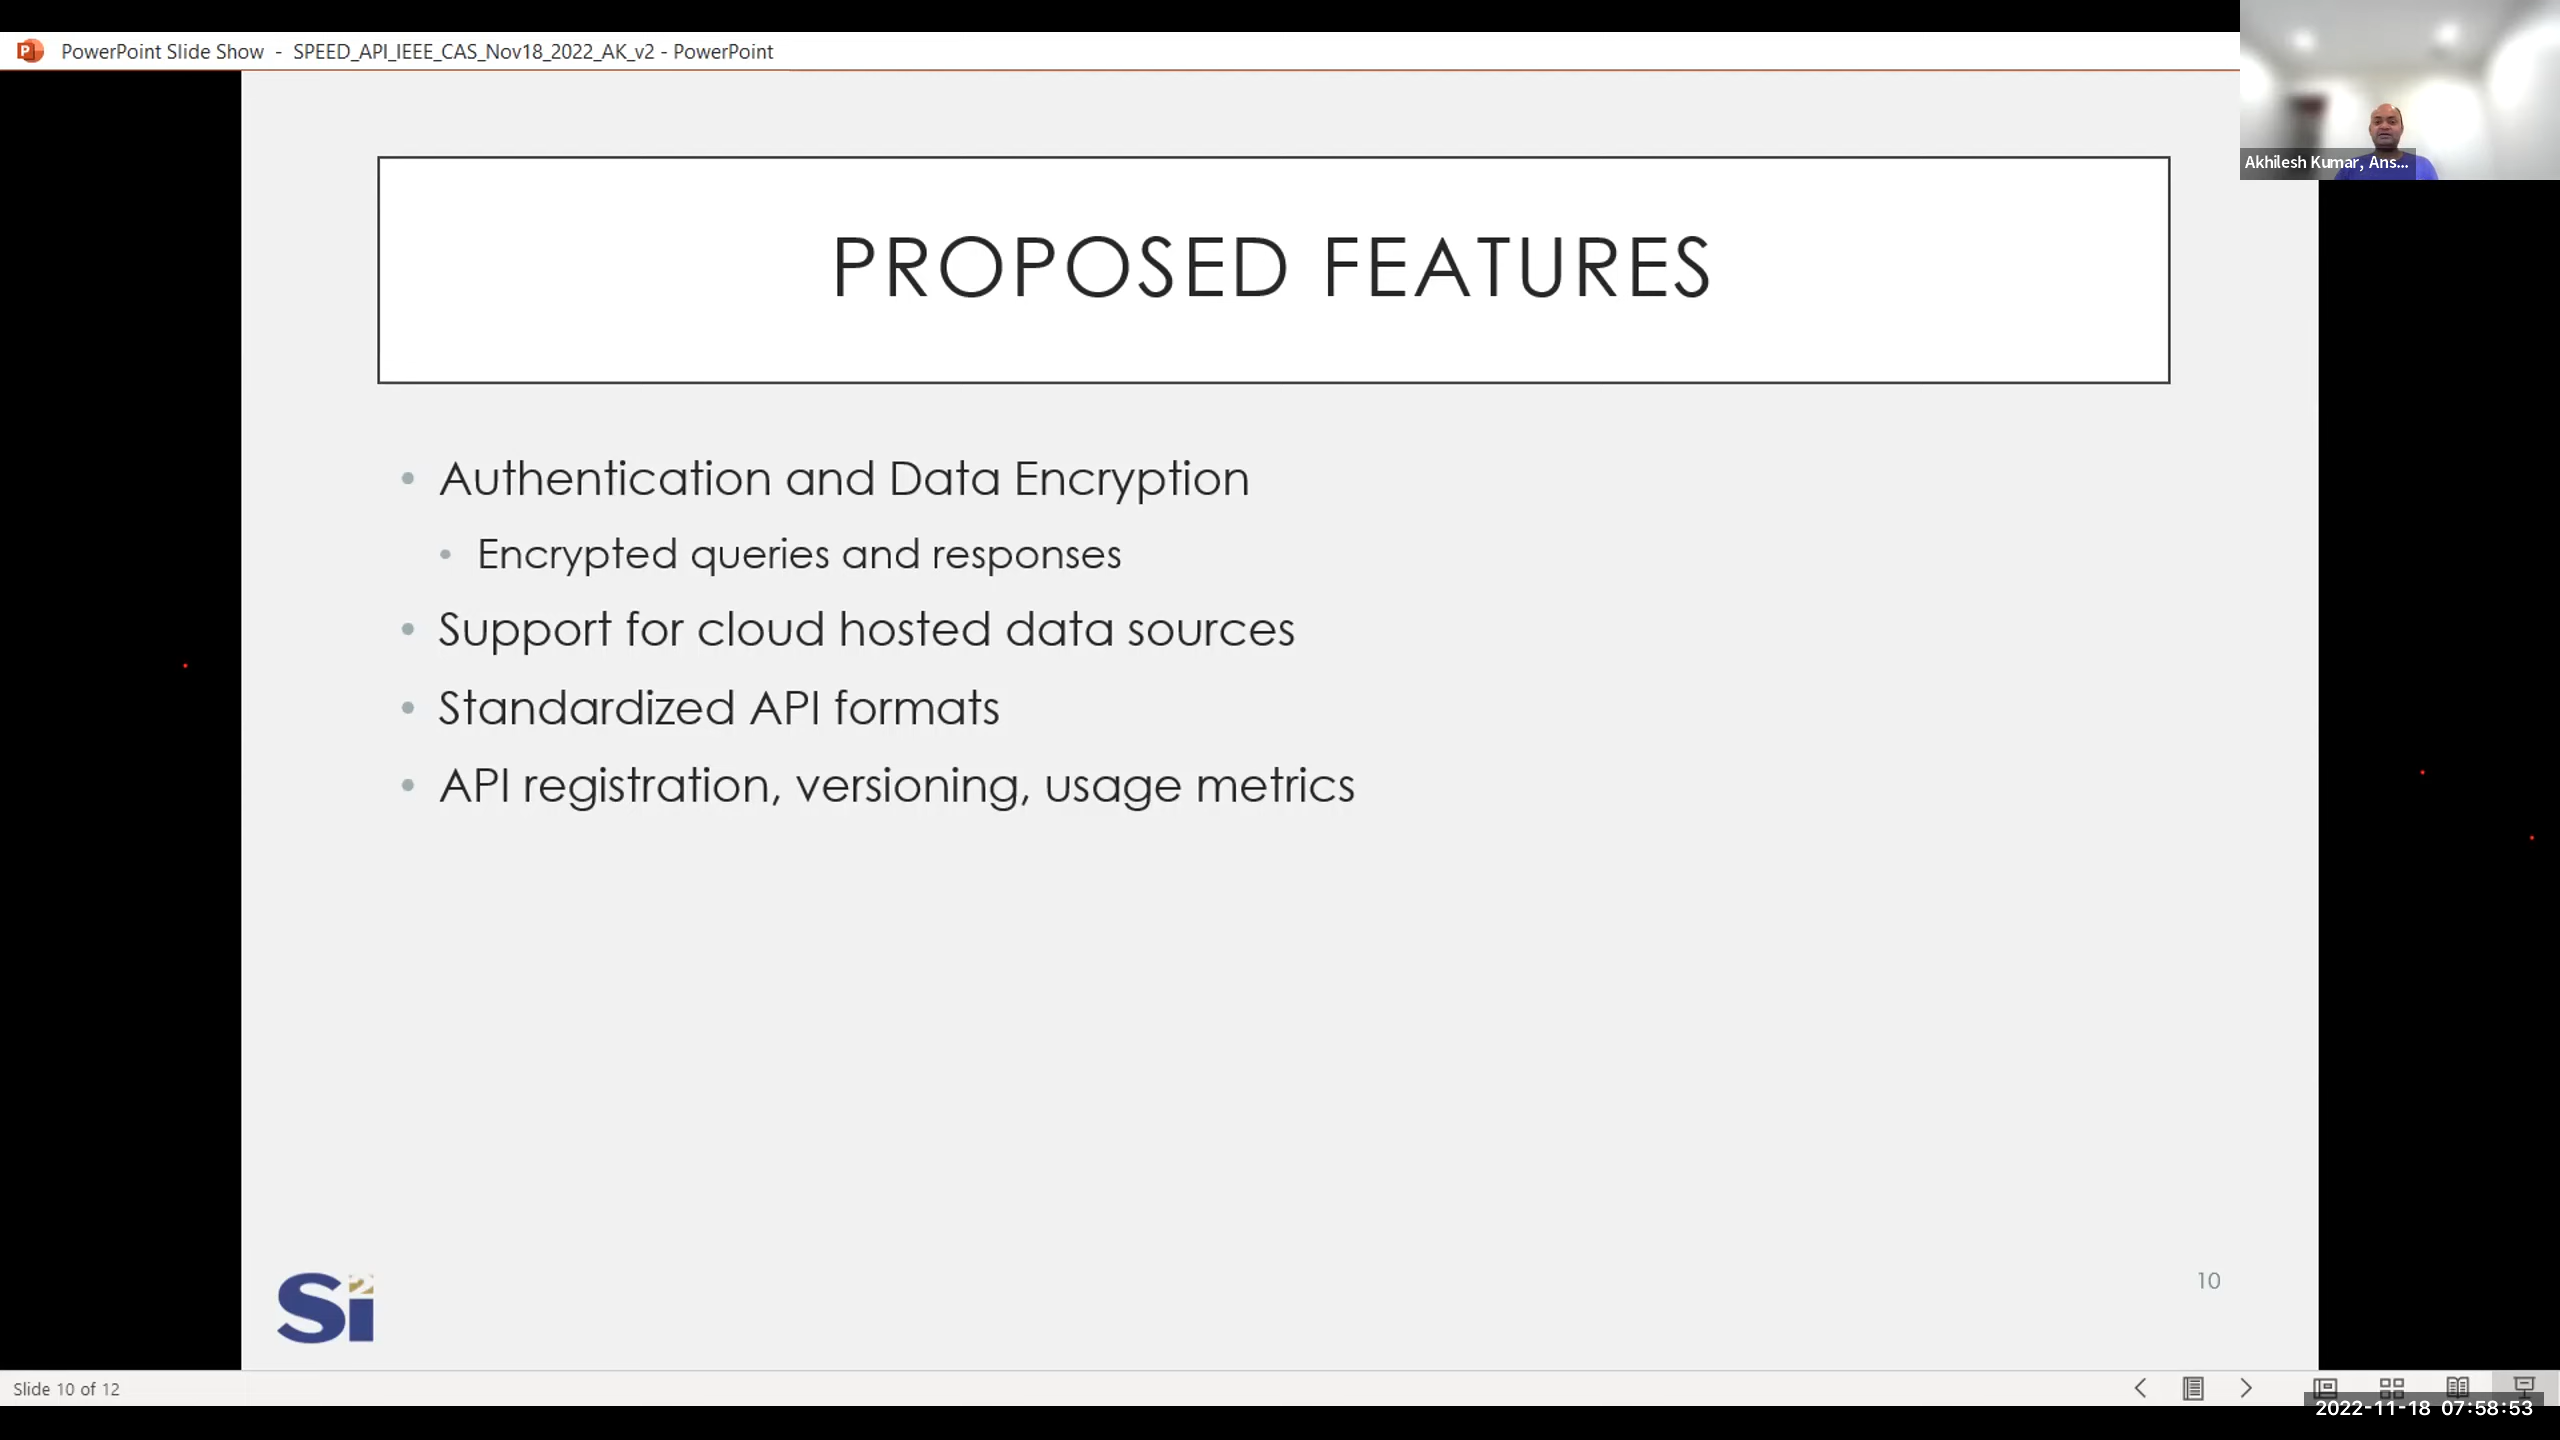 PowerPoint Slide Show - SPEED_API_IEEE_CAS_Nov18_2022_AK_v2 - PowerPoint
Akhilesh Kumar, Ans...
PROPOSED FEATURES
• Authentication and Data Encryption
• Encrypted queries and responses
• Support for cloud hosted data sources
• Standardized API formats
• API registration, versioning, usage metrics
Si2
10
Slide 10 of 12
2022-11-18 07:58:53